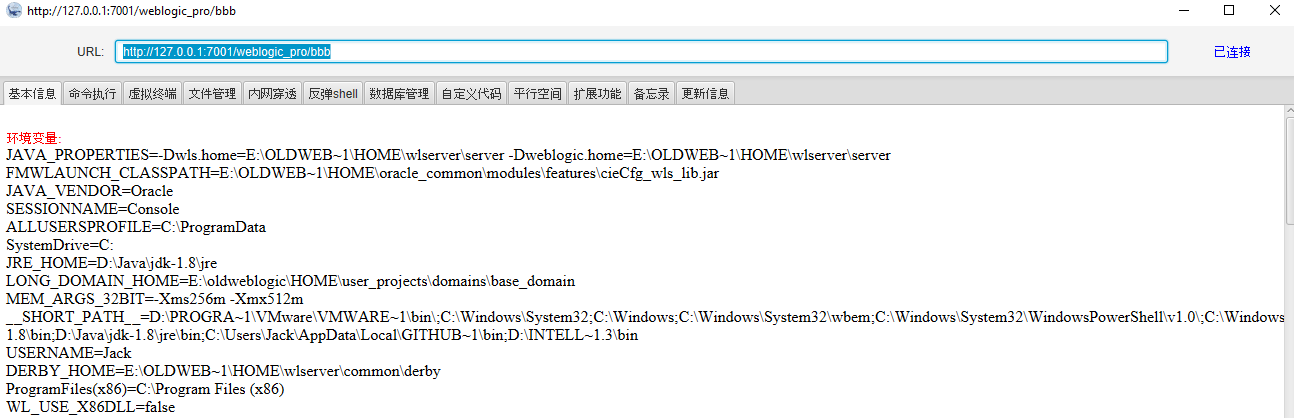 http://127.0.0.1:7001/weblogic_pro/bbb
URL: http://127.0.0.1:7001/weblogic_pro/bbb 已连接
基本信息 命令执行 虚拟终端 文件管理 内网穿透 反弹shell 数据库管理 自定义代码 平行空间 扩展功能 备忘录 更新信息
环境变量:
JAVA_PROPERTIES=-Dwls.home=E:\OLDWEB~1\HOME\wlserver\server -Dweblogic.home=E:\OLDWEB~1\HOME\wlserver\server
FMWLAUNCH_CLASSPATH=E:\OLDWEB~1\HOME\oracle_common\modules\features\cieCfg_wls_lib.jar
JAVA_VENDOR=Oracle
SESSIONNAME=Console
ALLUSERSPROFILE=C:\ProgramData
SystemDrive=C:
JRE_HOME=D:\Java\jdk-1.8\jre
LONG_DOMAIN_HOME=E:\oldweblogic\HOME\user_projects\domains\base_domain
MEM_ARGS_32BIT=-Xms256m -Xmx512m
__SHORT_PATH__=D:\PROGRA~1\VMware\VMWARE~1\bin\;C:\Windows\System32;C:\Windows;C:\Windows\System32\wbem;C:\Windows\System32\WindowsPowerShell\v1.0\;C:\Windows
1.8\bin;D:\Java\jdk-1.8\jre\bin;C:\Users\Jack\AppData\Local\GITHUB~1\bin;D:\INTELL~1.3\bin
USERNAME=Jack
DERBY_HOME=E:\OLDWEB~1\HOME\wlserver\common\derby
ProgramFiles(x86)=C:\Program Files (x86)
WL_USE_X86DLL=false